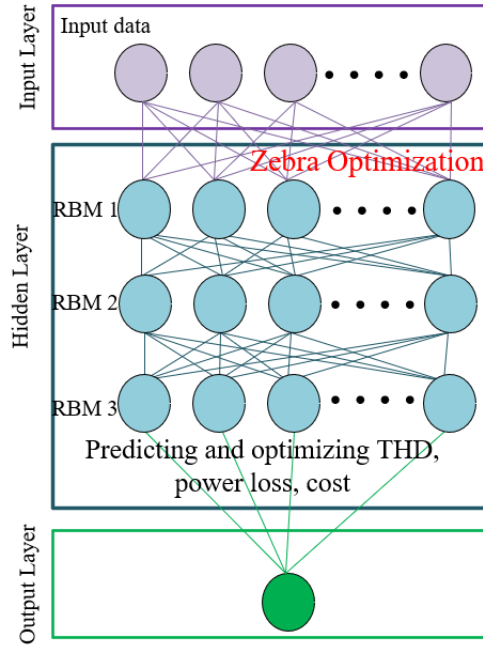 Input Layer
Input data
Zebra Optimization
Hidden Layer
RBM 1
RBM 2
RBM 3
Predicting and optimizing THD,
power loss, cost
Output Layer